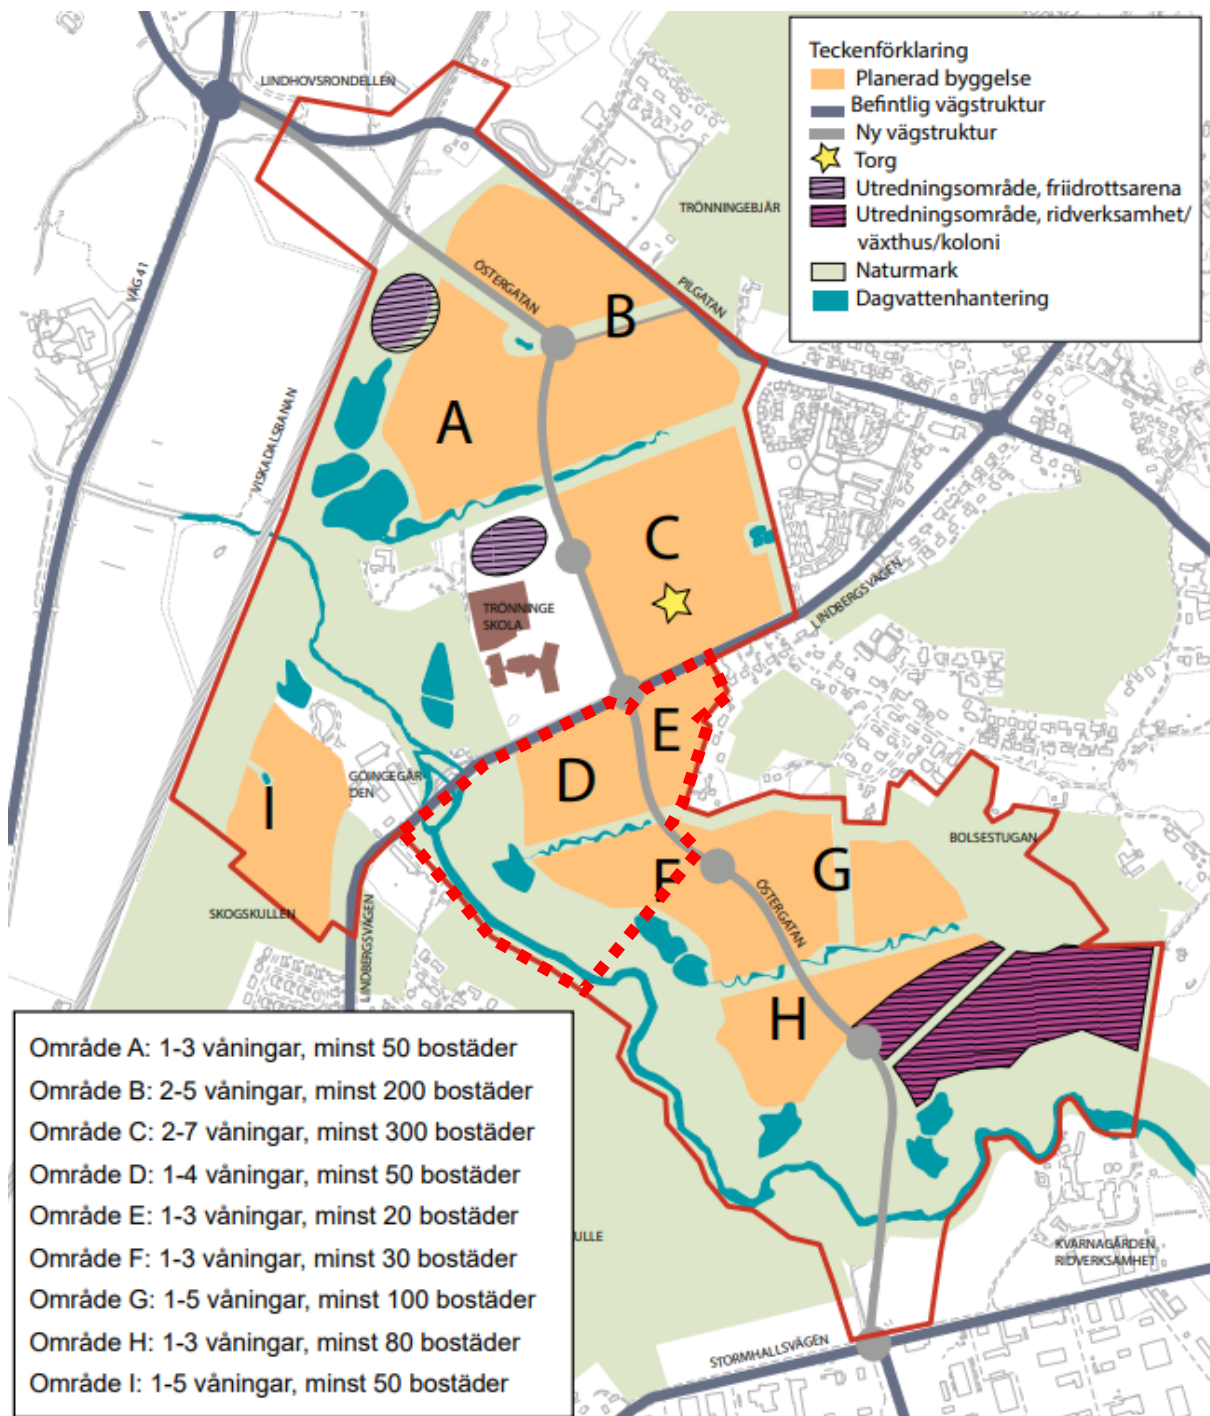 Teckenförklaring
Planerad byggelse
Befintlig vägstruktur
Ny vägstruktur
Torg
Utredningsområde, friidrottsarena
Utredningsområde, ridverksamhet/
växthus/koloni
Naturmark
Dagvattenhantering
LINDHOVSRONDELLEN
TRÖNNINGEBJÄR
VÄG 41
ÖSTERGATAN
PILGATAN
B
A
VISKADALSBANAN
C
TRÖNNINGE
SKOLA
LINDBERGSVÄGEN
E
D
GÖINGEGÅR-
DEN
I
F
G
BOLSESTUGAN
ÖSTERGATAN
SKOGSKULLEN
LINDBERGSVÄGEN
H
ULLE
KVARNAGÅRDEN
RIDVERKSAMHET
STORMHALLSVÄGEN
Område A: 1-3 våningar, minst 50 bostäder
Område B: 2-5 våningar, minst 200 bostäder
Område C: 2-7 våningar, minst 300 bostäder
Område D: 1-4 våningar, minst 50 bostäder
Område E: 1-3 våningar, minst 20 bostäder
Område F: 1-3 våningar, minst 30 bostäder
Område G: 1-5 våningar, minst 100 bostäder
Område H: 1-3 våningar, minst 80 bostäder
Område I: 1-5 våningar, minst 50 bostäder